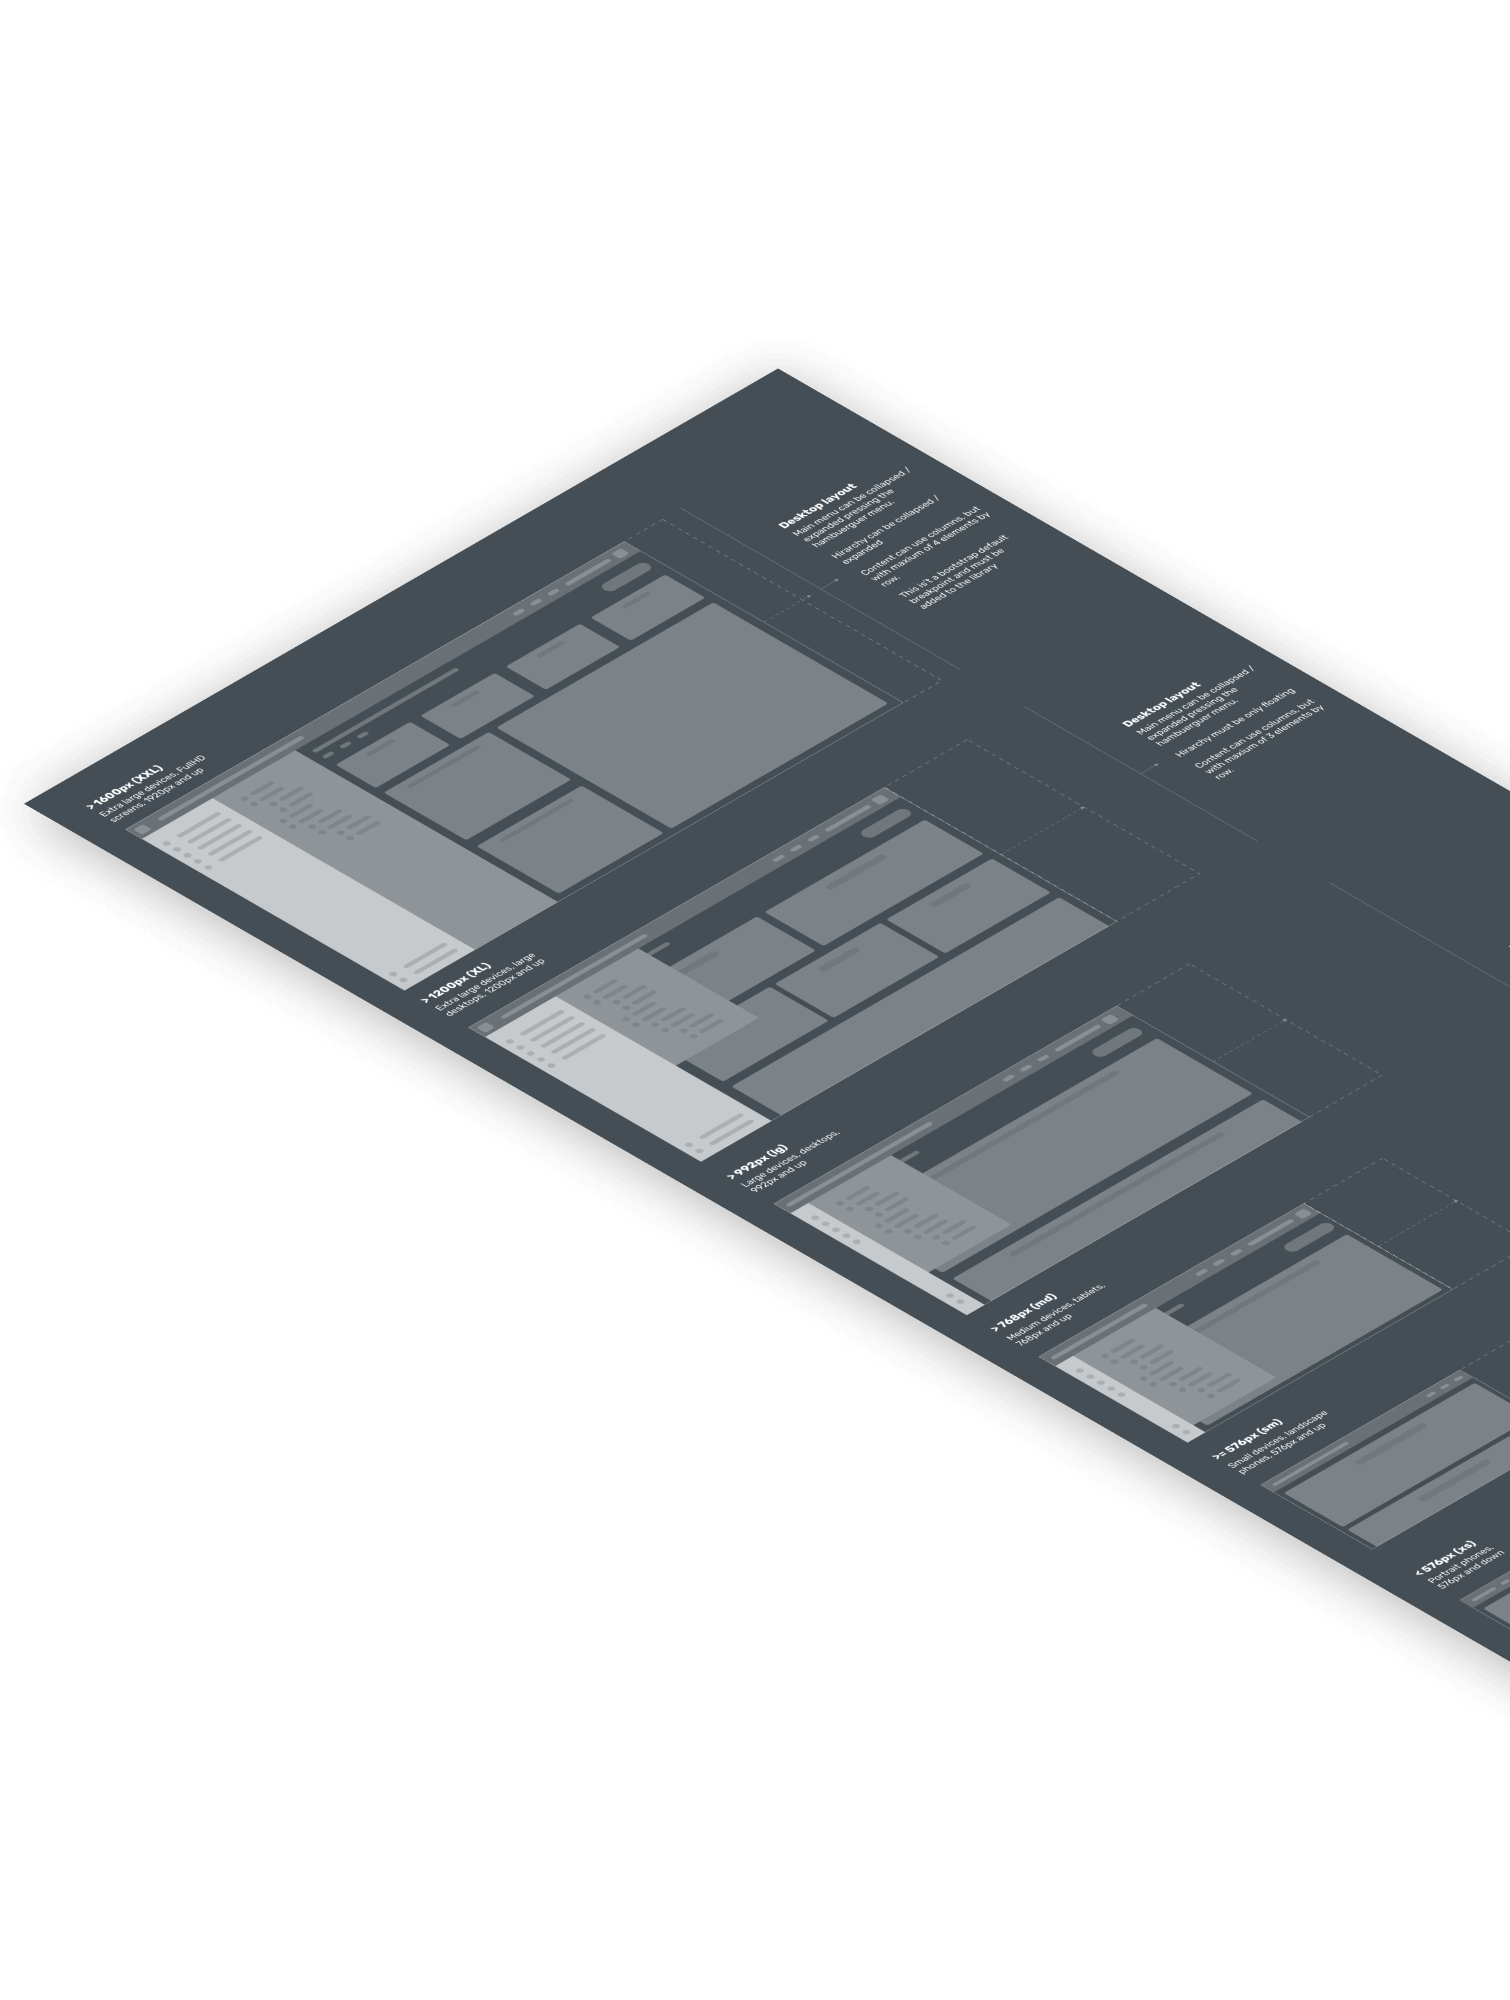 Desktop layout
Main menu can be collapsed /
expanded pressing the
hambuerguer menu.
Hirarchy can be collapsed /
expanded
Content can use columns, but
with maxium of 4 elements by
row.
This is't a bootstrap default
breakpoint and must be
added to the library
>1600px (XXL)
Extra large devices, FullHD
screens, 1920px and up
Desktop layout
Main menu can be collapsed /
expanded pressing the
hambuerguer menu.
Hirarchy must be only floating
Content can use columns, but
with maxium of 3 elements by
row.
>1200px (XL)
Extra large devices, large
desktops, 1200px and up
>992px (lg)
Large devices, desktops,
992px and up
>768px (md)
Medium devices, tablets,
768px and up
>= 576px (sm)
Small devices, landscape
phones, 576px and up
< 576px (xs)
Portrait phones,
576px and down